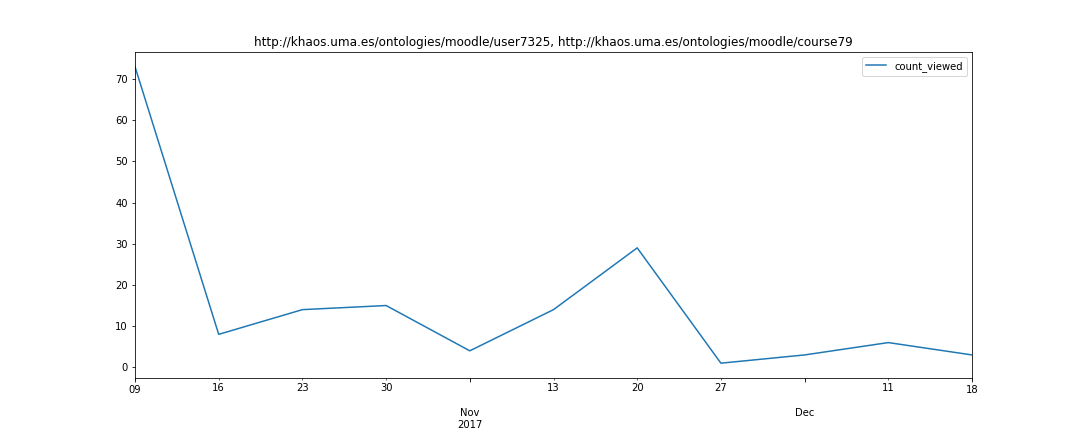 http://khaos.uma.es/ontologies/moodle/user7325, http://khaos.uma.es/ontologies/moodle/course79
count_viewed
70
60
50
40
30
20
10
0
09 16 23 30 13 20 27 11 18
Nov Dec
2017